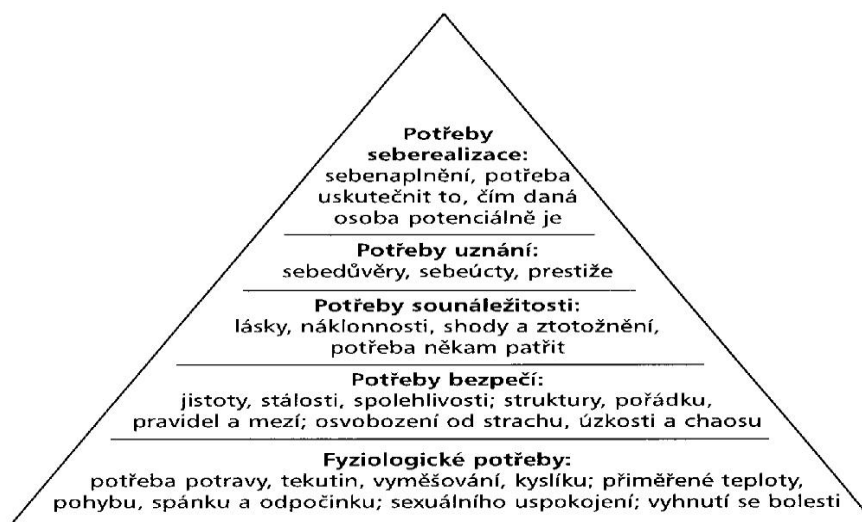 Potřeby
seberealizace:
sebenaplnění, potřeba
uskutečnit to, čím daná
osoba potenciálně je
Potřeby uznání:
sebedůvěry, sebeúcty, prestiže
Potřeby sounáležitosti:
lásky, náklonnosti, shody a ztotožnění,
potřeba někam patřit
Potřeby bezpečí:
jistoty, stálosti, spolehlivosti; struktury, pořádku,
pravidel a mezí; osvobození od strachu, úzkosti a chaosu
Fyziologické potřeby:
potřeba potravy, tekutin, vyměšování, kyslíku; přiměřené teploty,
pohybu, spánku a odpočinku; sexuálního uspokojení; vyhnutí se bolesti